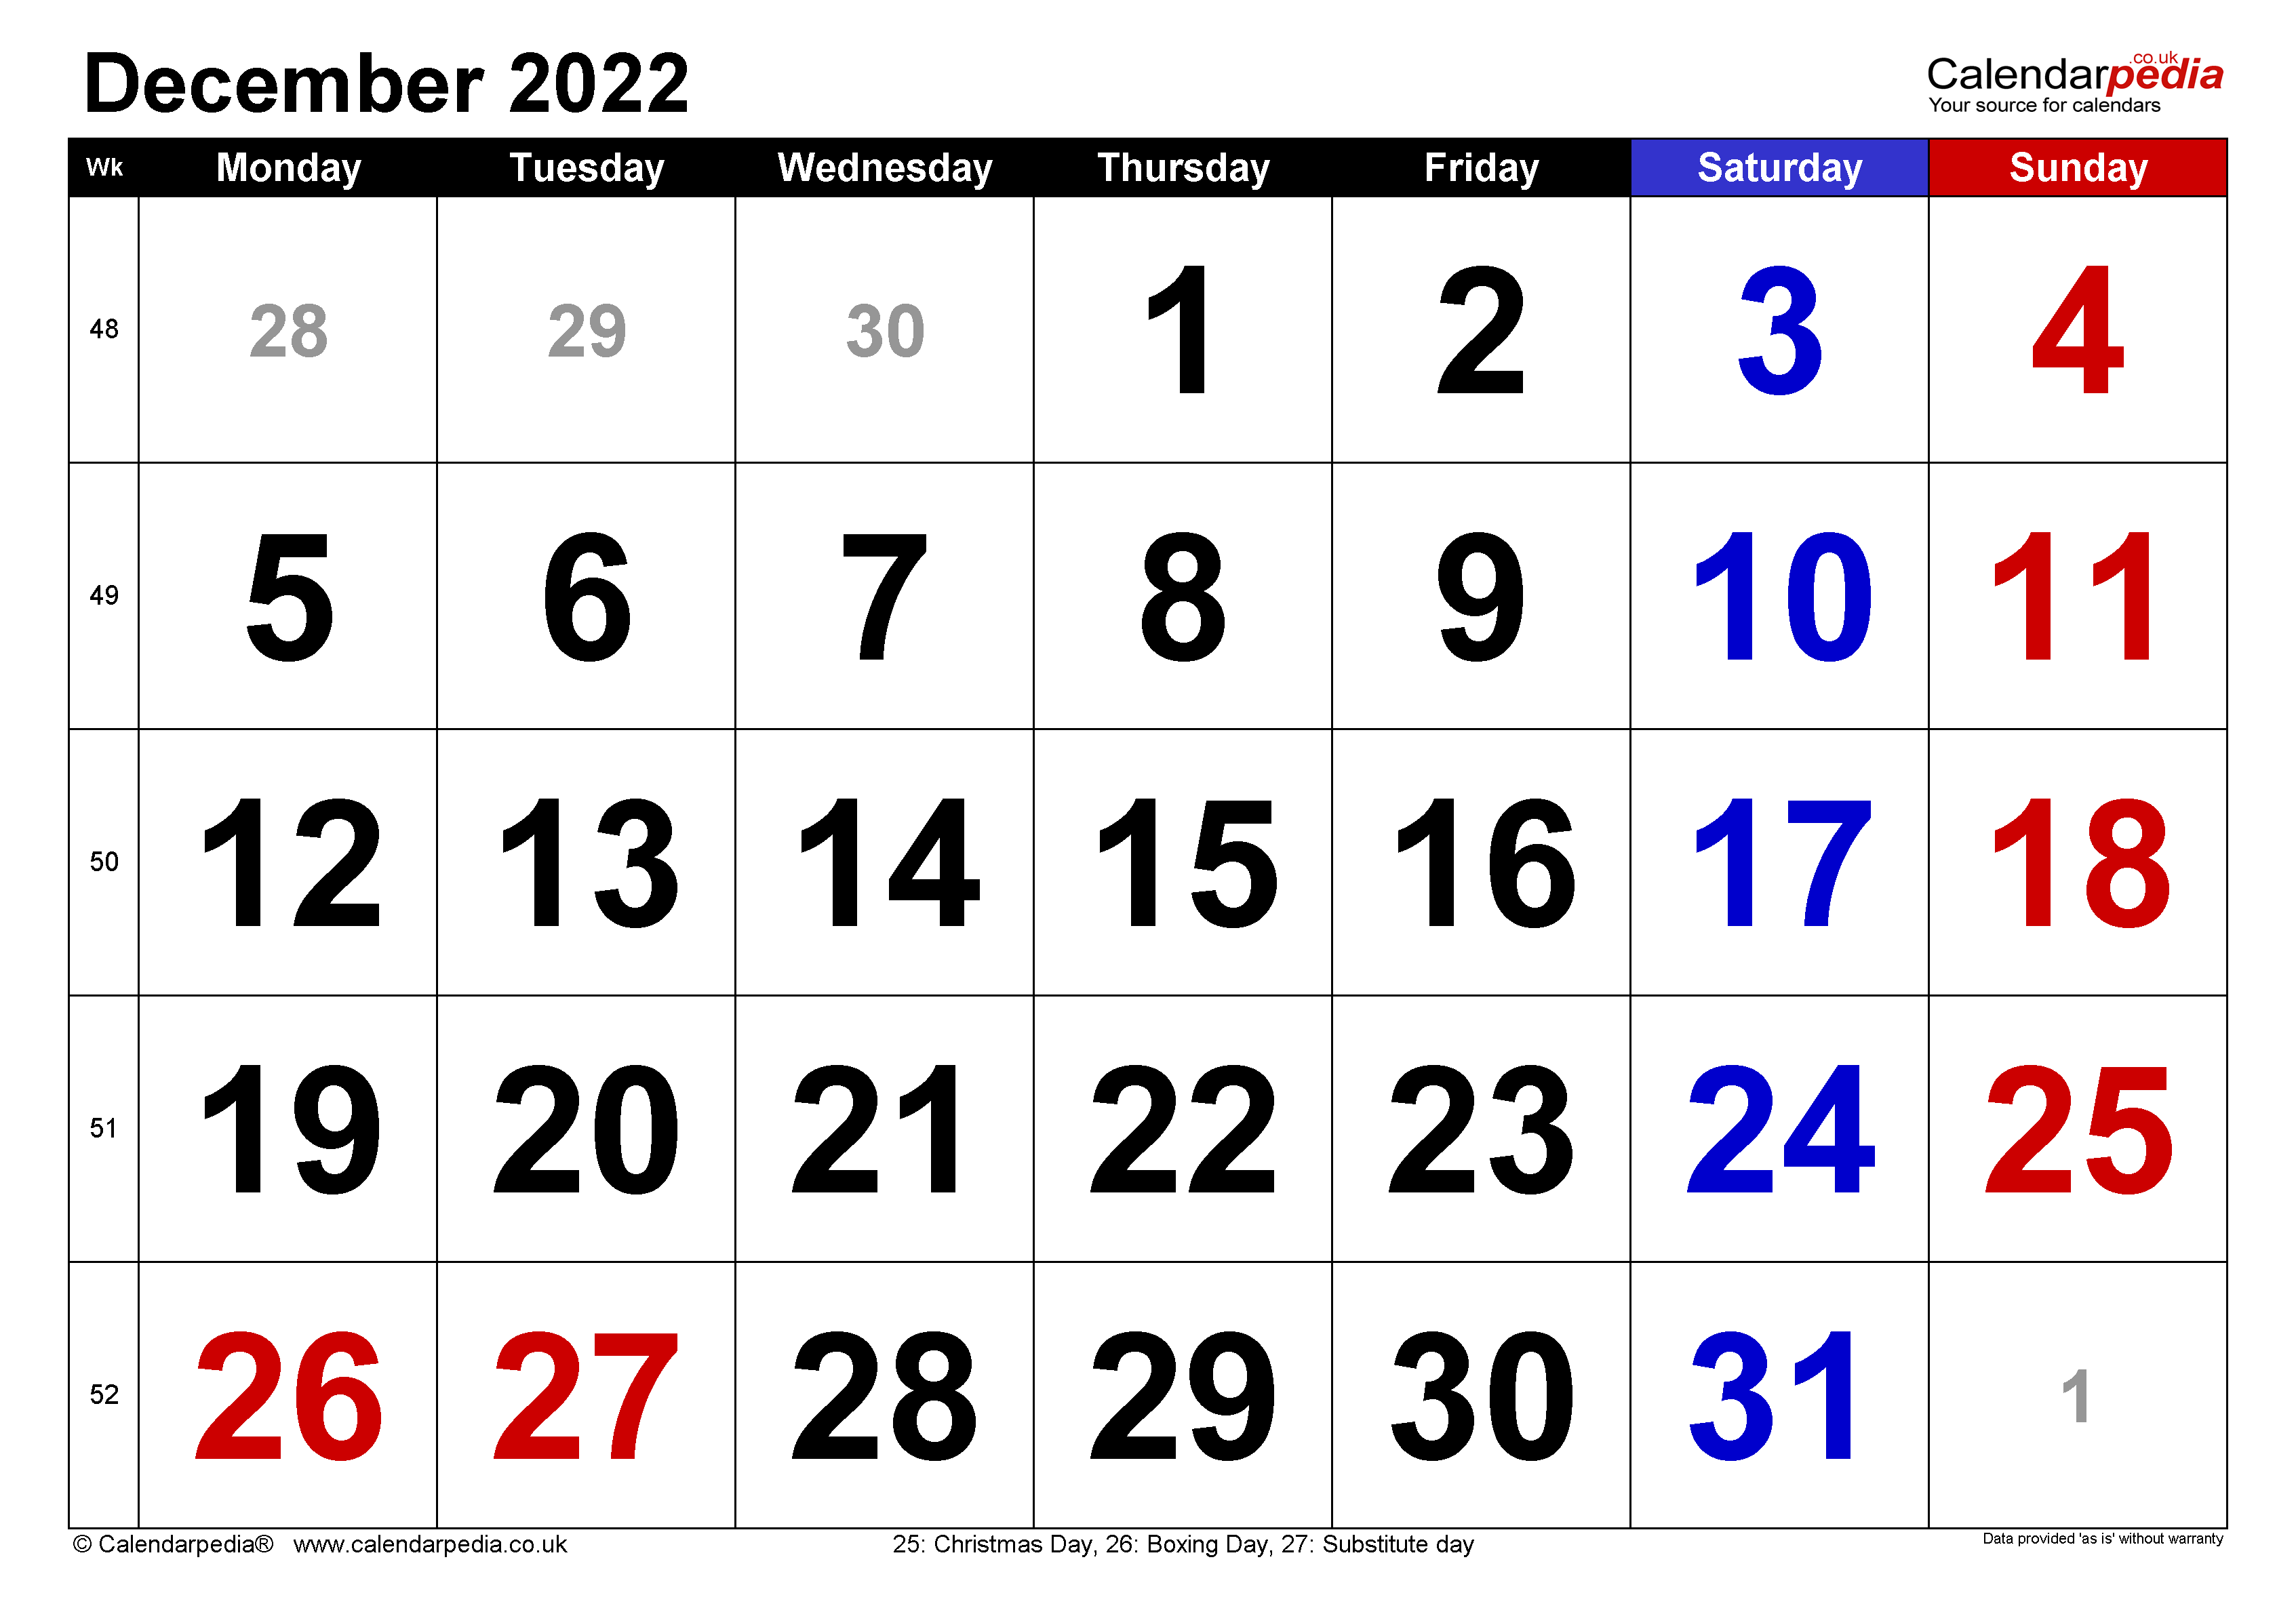 December 2022
.co.uk
Calendarpedia
Your source for calendars
Wk Monday Tuesday Wednesday Thursday Friday Saturday Sunday
48 28 29 30 1 2 3 4
49 5 6 7 8 9 10 11
50 12 13 14 15 16 17 18
51 19 20 21 22 23 24 25
52 26 27 28 29 30 31 1
© Calendarpedia® www.calendarpedia.co.uk 25: Christmas Day, 26: Boxing Day, 27: Substitute day Data provided 'as is' without warranty